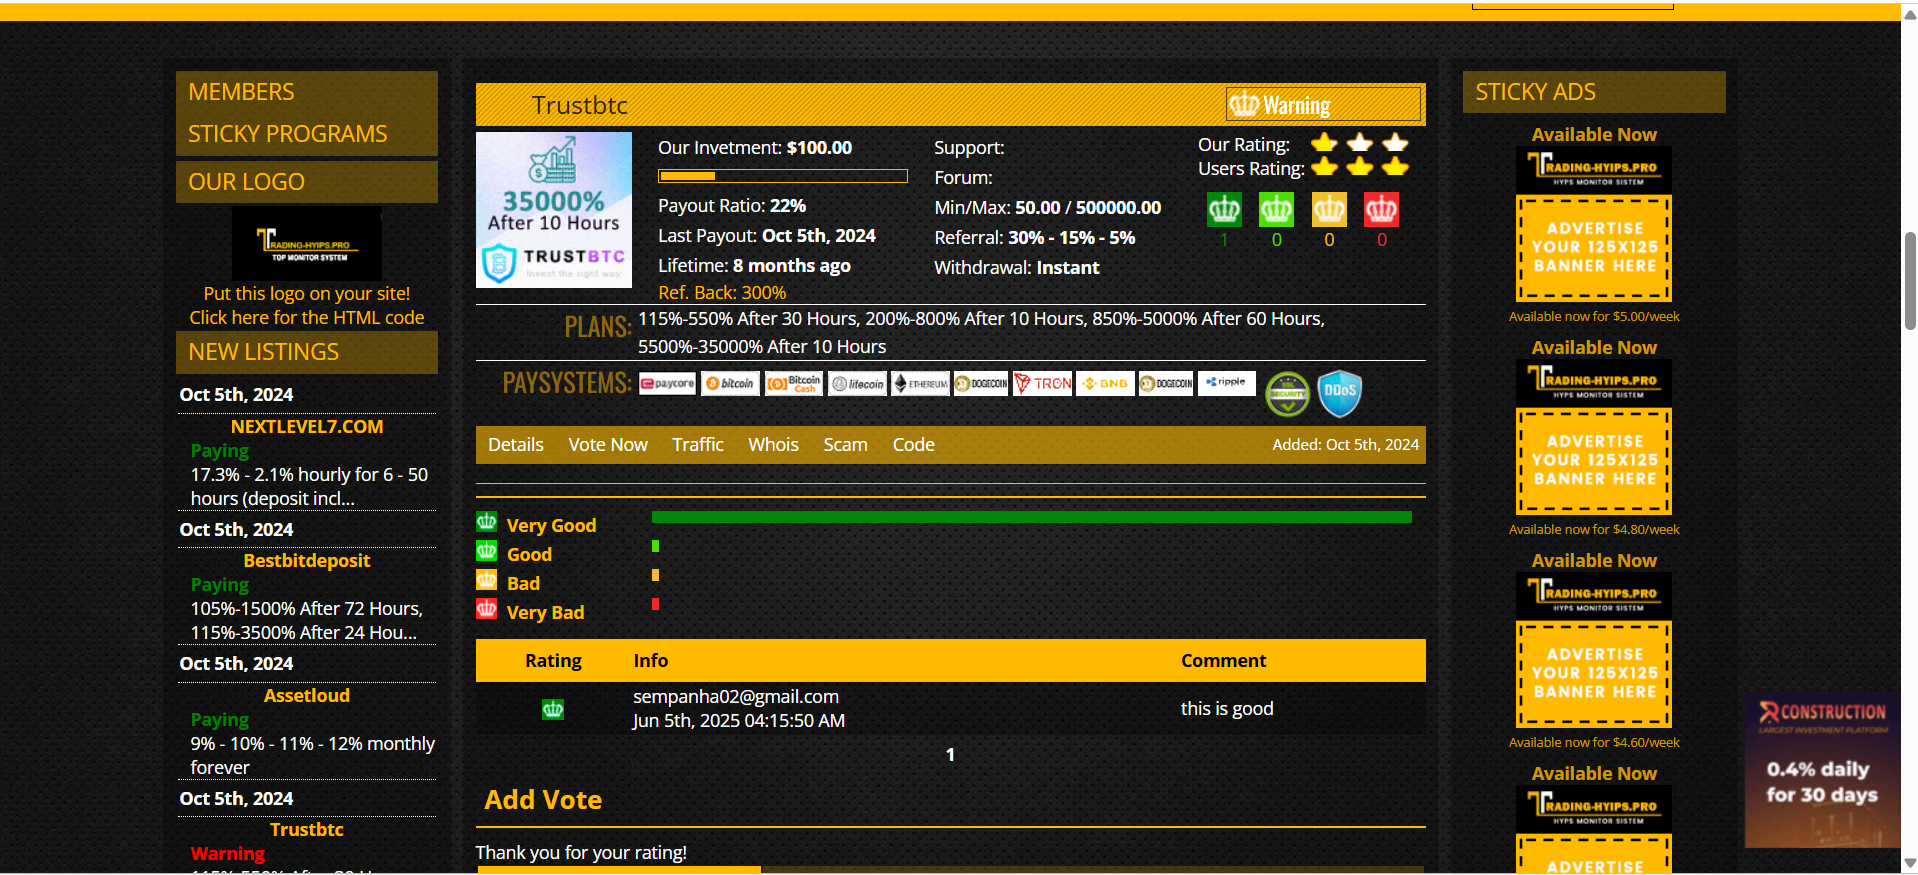 MEMBERS
STICKY PROGRAMS
OUR LOGO
TRADING-HYIPS.PRO
TOP MONITOR SYSTEM
Put this logo on your site!
Click here for the HTML code
NEW LISTINGS
Oct 5th, 2024
NEXTLEVEL7.COM
Paying
17.3% - 2.1% hourly for 6 - 50
hours (deposit incl...
Oct 5th, 2024
Bestbitdeposit
Paying
105%-1500% After 72 Hours,
115%-3500% After 24 Hou...
Oct 5th, 2024
Assetloud
Paying
9% - 10% - 11% - 12% monthly
forever
Oct 5th, 2024
Trustbtc
Warning
Trustbtc
Warning
35000%
After 10 Hours
TRUSTBTC
Invest the right way
Our Invetment: $100.00
Payout Ratio: 22%
Last Payout: Oct 5th, 2024
Lifetime: 8 months ago
Ref. Back: 300%
Support:
Forum:
Min/Max: 50.00 / 500000.00
Referral: 30% - 15% - 5%
Withdrawal: Instant
Our Rating:
Users Rating:
1 0 0 0
PLANS: 115%-550% After 30 Hours, 200%-800% After 10 Hours, 850%-5000% After 60 Hours,
5500%-35000% After 10 Hours
PAYSYSTEMS: paycore bitcoin Bitcoin Cash litecoin ETHEREUM DOGECOIN TRON BNB DOGECOIN ripple SSL SECURITY DDoS
Details Vote Now Traffic Whois Scam Code Added: Oct 5th, 2024
Very Good
Good
Bad
Very Bad
Rating Info Comment
sempanha02@gmail.com
Jun 5th, 2025 04:15:50 AM
this is good
1
Add Vote
Thank you for your rating!
STICKY ADS
Available Now
TRADING-HYIPS.PRO
HYIPS MONITOR SISTEM
ADVERTISE
YOUR 125X125
BANNER HERE
Available now for $5.00/week
Available Now
TRADING-HYIPS.PRO
HYIPS MONITOR SISTEM
ADVERTISE
YOUR 125X125
BANNER HERE
Available now for $4.80/week
Available Now
TRADING-HYIPS.PRO
HYIPS MONITOR SISTEM
ADVERTISE
YOUR 125X125
BANNER HERE
Available now for $4.60/week
Available Now
TRADING-HYIPS.PRO
HYIPS MONITOR SISTEM
ADVERTISE
RCONSTRUCTION
LARGEST INVESTMENT PLATFORM
0.4% daily
for 30 days